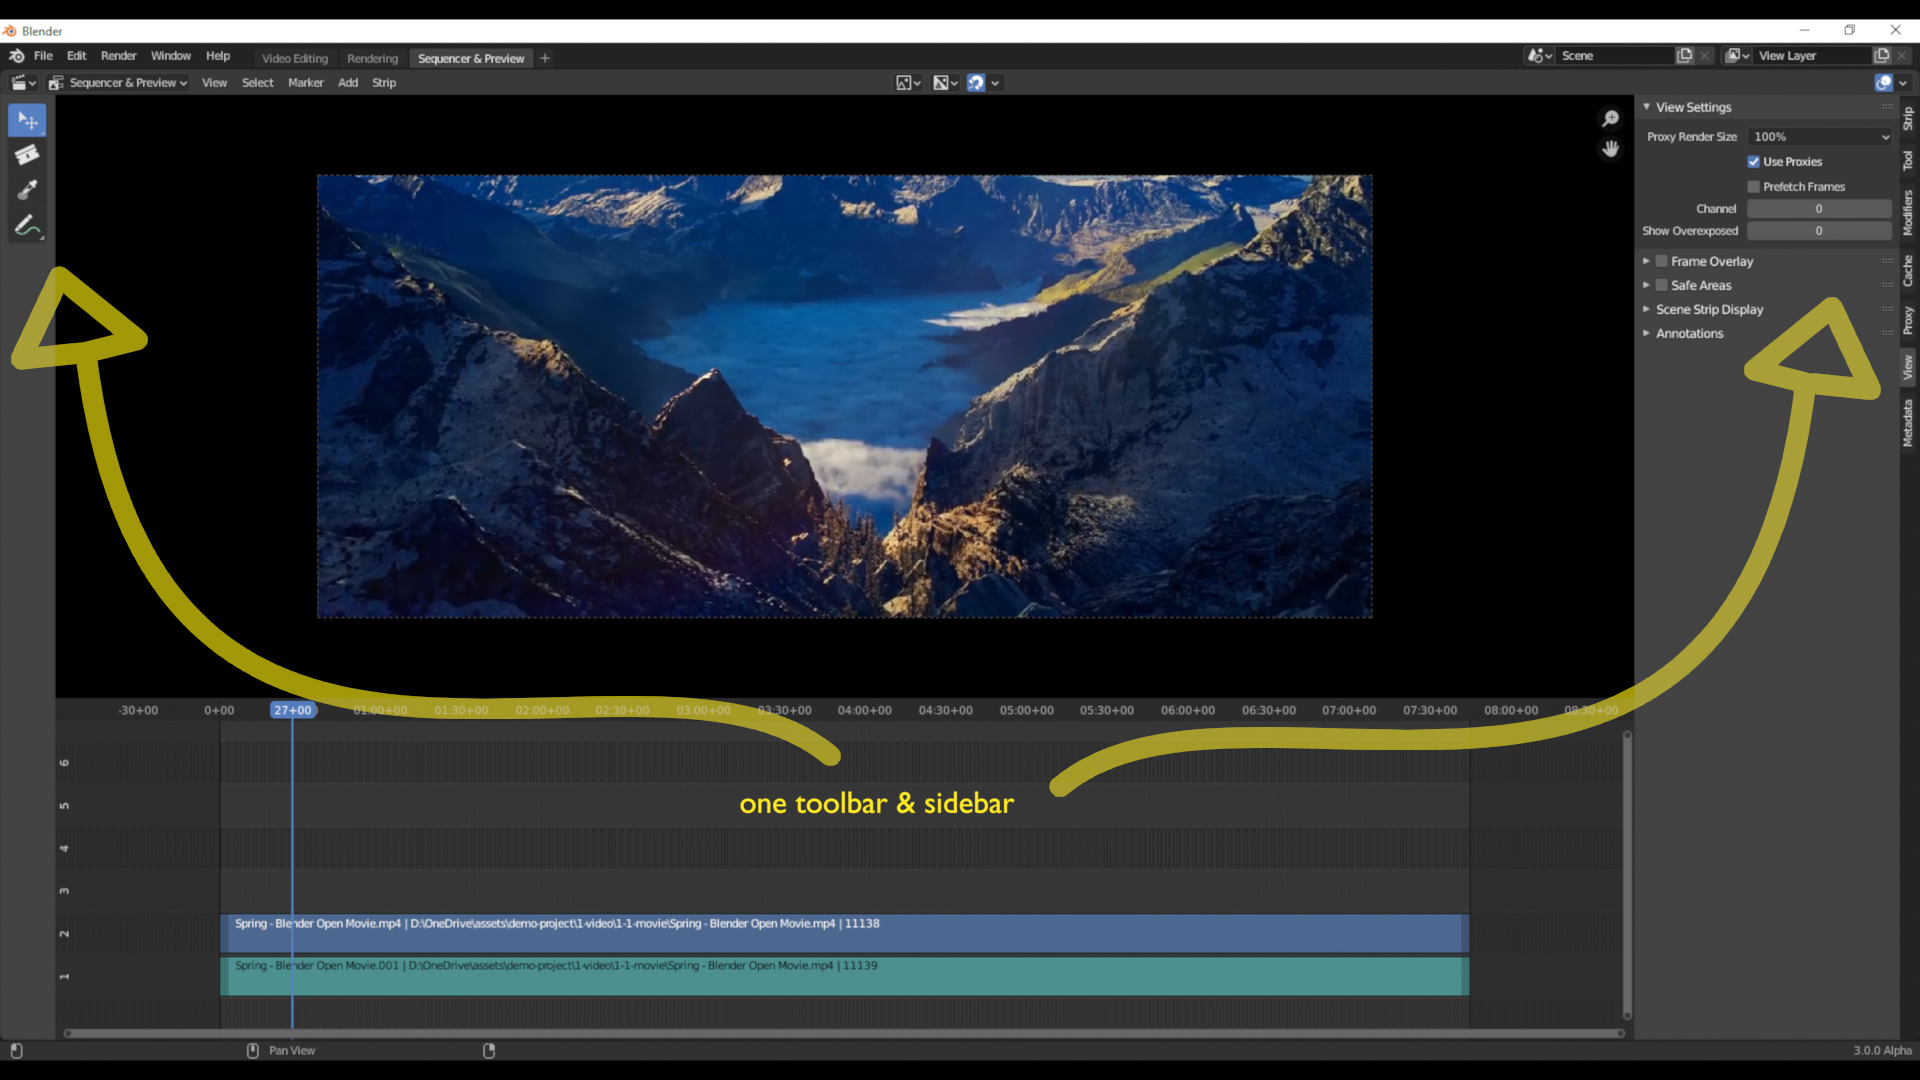 Blender
File Edit Render Window Help Video Editing Rendering Sequencer & Preview + Scene View Layer
Sequencer & Preview View Select Marker Add Strip
View Settings
Proxy Render Size 100%
Use Proxies
Prefetch Frames
Channel 0
Show Overexposed 0
Frame Overlay
Safe Areas
Scene Strip Display
Annotations
Strip
Tool
Modifiers
Cache
Proxy
View
Metadata
-30+00 0+00 27+00 01:00+00 01:30+00 02:00+00 02:30+00 03:00+00 03:30+00 04:00+00 04:30+00 05:00+00 05:30+00 06:00+00 06:30+00 07:00+00 07:30+00 08:00+00 08:30+00
6
5
one toolbar & sidebar
4
3
2 Spring - Blender Open Movie.mp4 | D:\OneDrive\assets\demo-project\1-video\1-1-movie\Spring - Blender Open Movie.mp4 | 11138
1 Spring - Blender Open Movie.001 | D:\OneDrive\assets\demo-project\1-video\1-1-movie\Spring - Blender Open Movie.mp4 | 11139
Pan View 3.0.0 Alpha